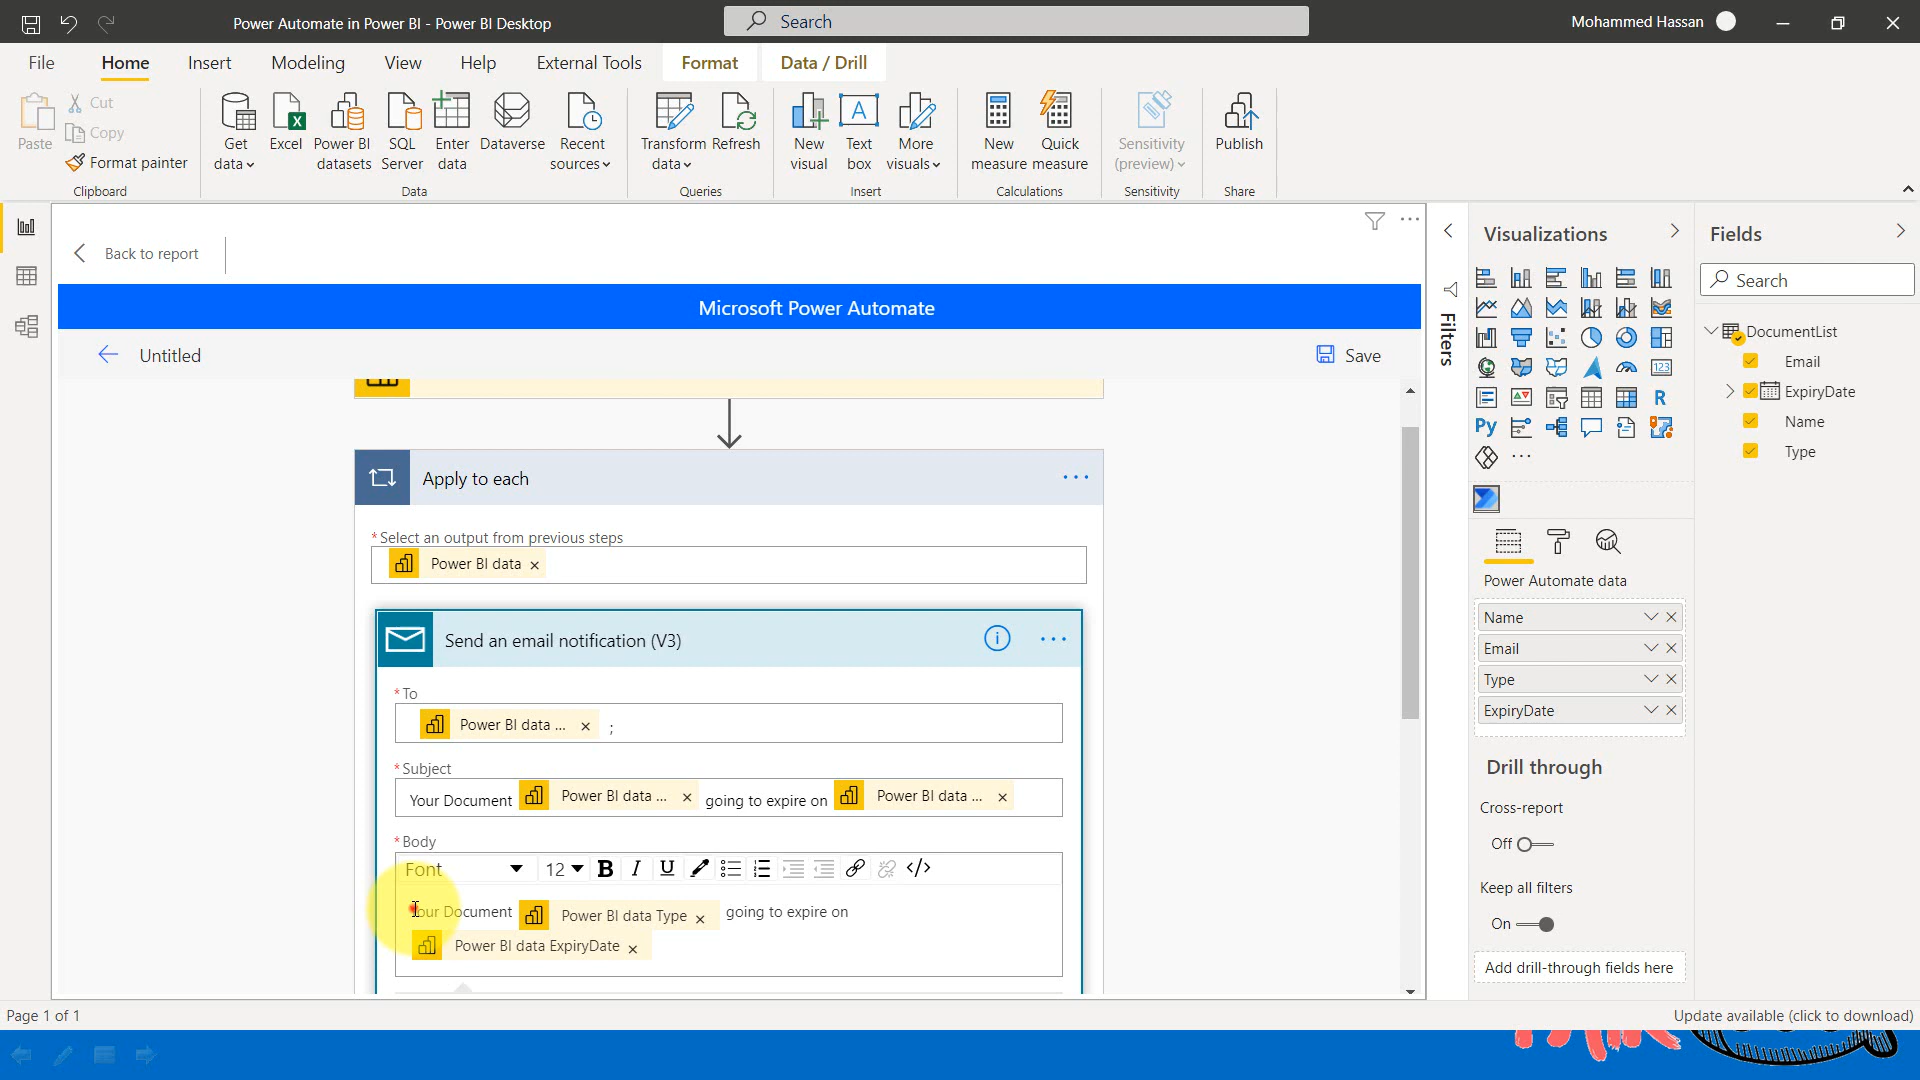 Power Automate in Power BI - Power BI Desktop
Search
Mohammed Hassan
File
Home
Insert
Modeling
View
Help
External Tools
Format
Data / Drill
Paste
Cut
Copy
Format painter
Clipboard
Get data
Excel
Power BI datasets
SQL Server
Enter data
Dataverse
Recent sources
Data
Transform data
Refresh
Queries
New visual
Text box
More visuals
Insert
New measure
Quick measure
Calculations
Sensitivity (preview)
Sensitivity
Publish
Share
Back to report
Microsoft Power Automate
Untitled
Save
Apply to each
* Select an output from previous steps
Power BI data ×
Send an email notification (V3)
* To
Power BI data ... × ;
* Subject
Your Document Power BI data ... × going to expire on Power BI data ... ×
* Body
Font 12 B I U </>
Your Document Power BI data Type × going to expire on
Power BI data ExpiryDate ×
Filters
Visualizations
123
R
Py
Power Automate data
Name
Email
Type
ExpiryDate
Drill through
Cross-report
Off
Keep all filters
On
Add drill-through fields here
Fields
Search
DocumentList
Email
ExpiryDate
Name
Type
Page 1 of 1
Update available (click to download)